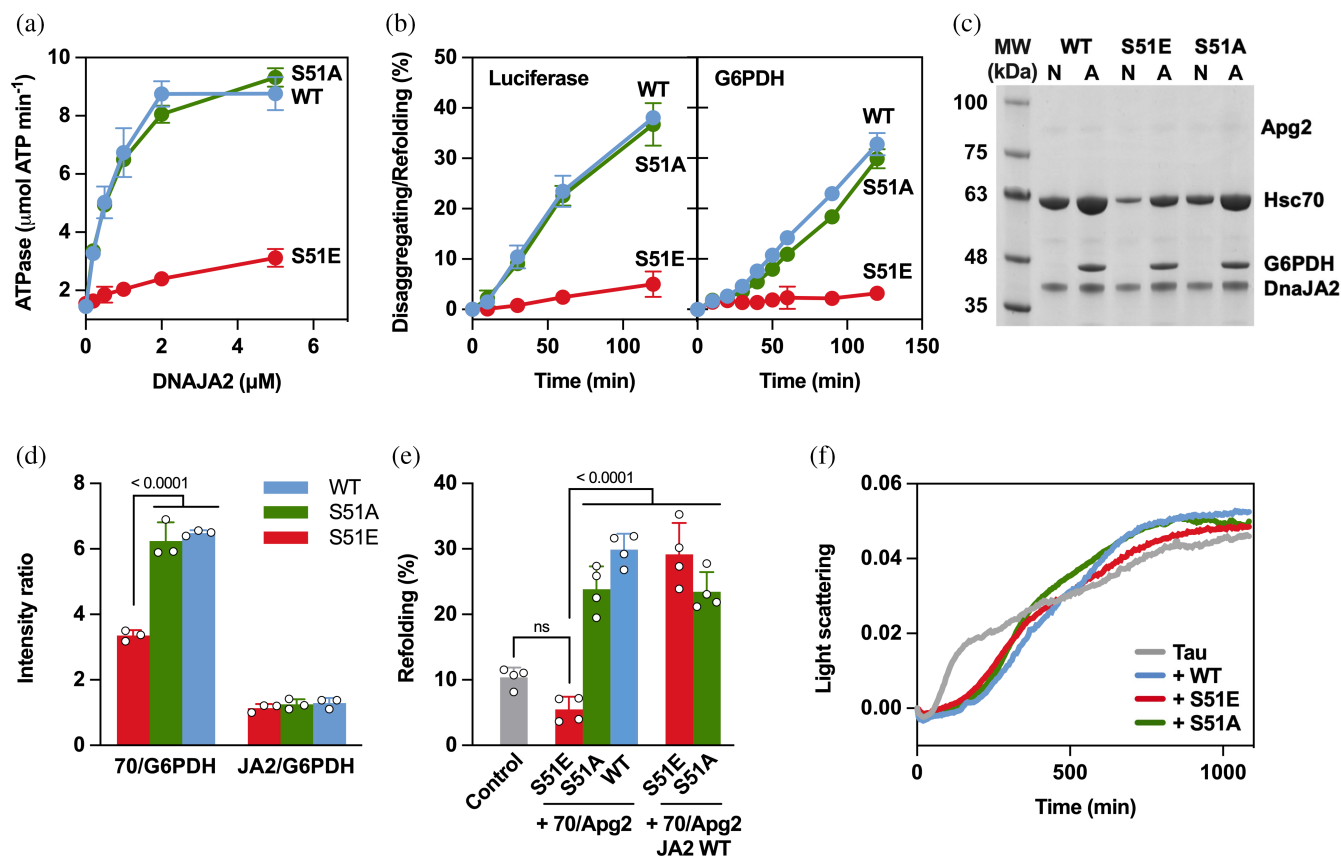 (a)
10
8
6
4
2
0
2
4
6
ATPase (μmol ATP min⁻¹)
DNAJA2 (μM)
S51A
WT
S51E
(b)
50
40
30
20
10
0
Disaggregating/Refolding (%)
Luciferase
WT
S51A
S51E
0
50
100
Time (min)
G6PDH
WT
S51A
S51E
0
50
100
150
Time (min)
(c)
MW WT S51E S51A
(kDa) N A N A N A
100
75
63
48
35
Apg2
Hsc70
G6PDH
DnaJA2
(d)
8
6
4
2
0
Intensity ratio
< 0.0001
WT
S51A
S51E
70/G6PDH JA2/G6PDH
(e)
40
30
20
10
0
Refolding (%)
< 0.0001
ns
Control
S51E
S51A
WT
S51E
S51A
+ 70/Apg2
+ 70/Apg2
JA2 WT
(f)
0.06
0.04
0.02
0.00
Light scattering
Tau
+ WT
+ S51E
+ S51A
0
500
1000
Time (min)